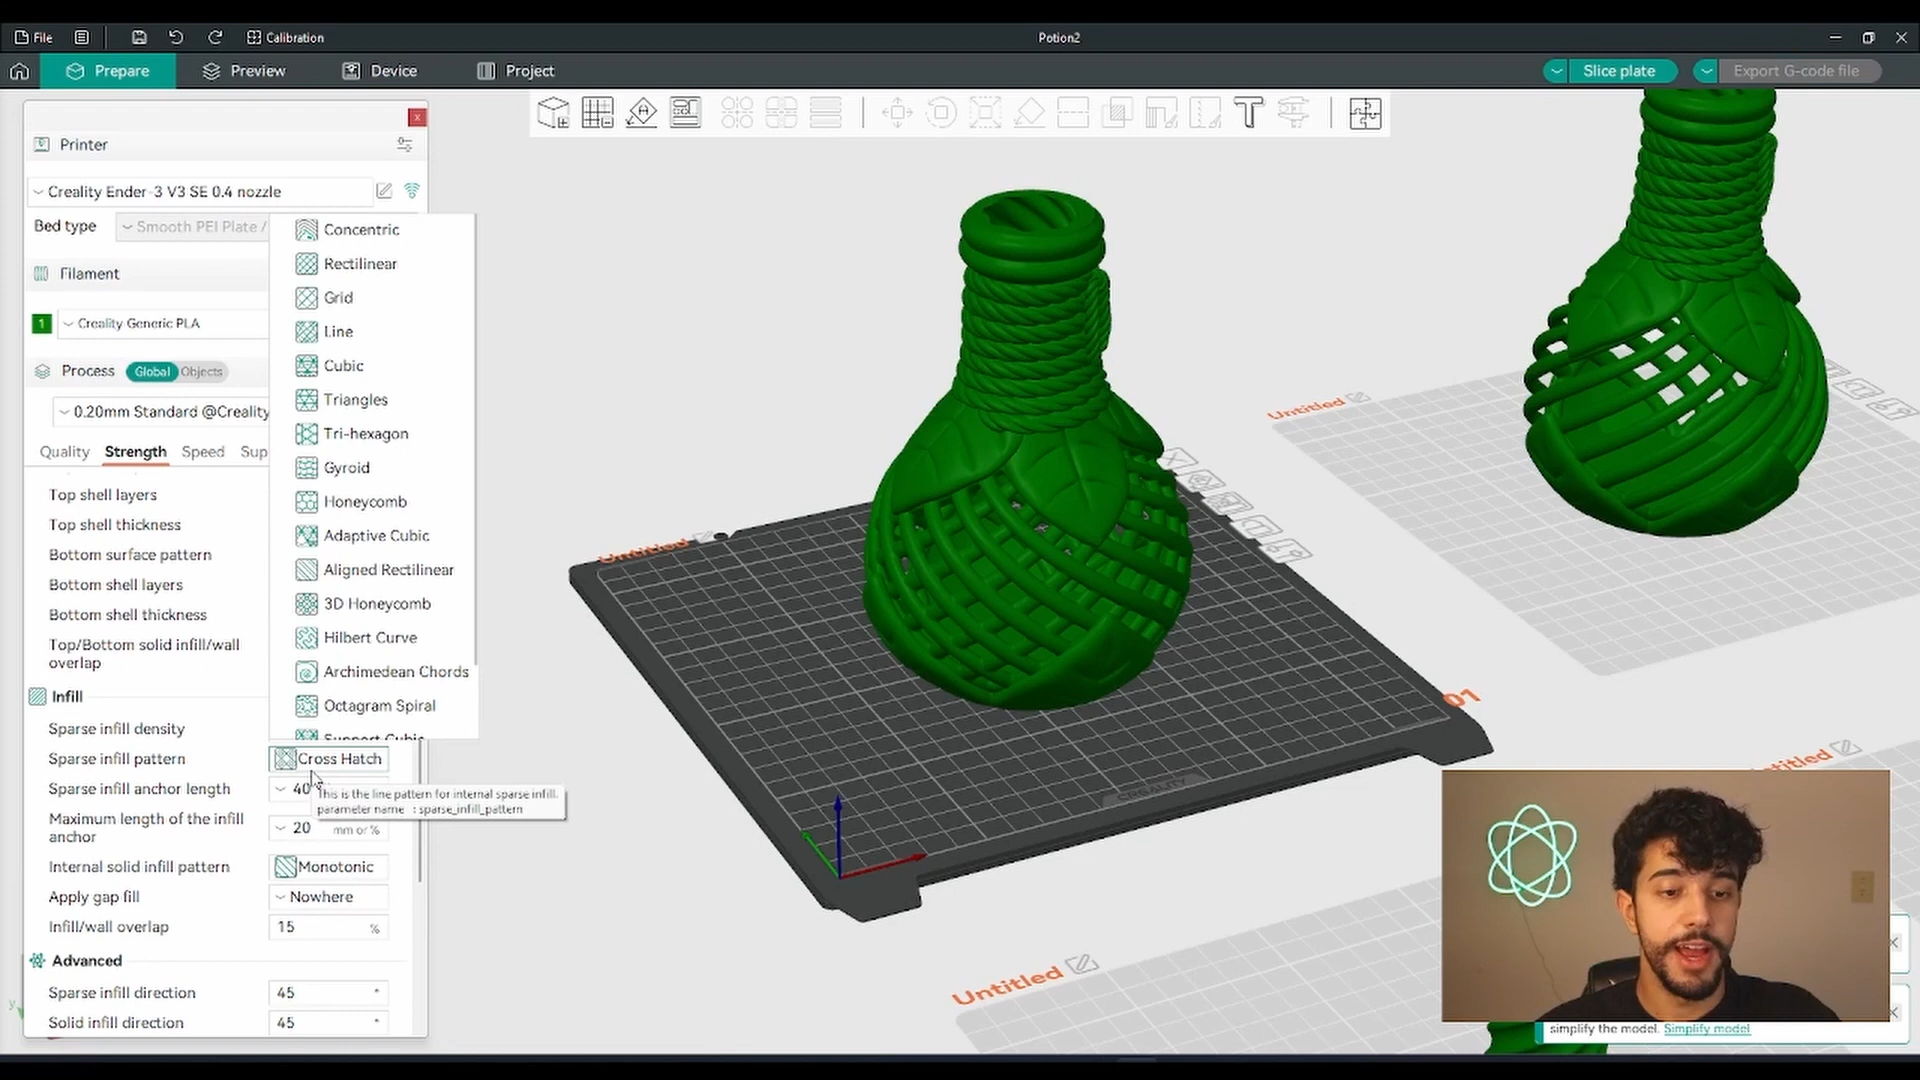 File
Calibration
Potion2
Prepare
Preview
Device
Project
Slice plate
Export G-code file
Printer
Creality Ender-3 V3 SE 0.4 nozzle
Bed type
Smooth PEI Plate /
Filament
1
Creality Generic PLA
Process
Global
Objects
0.20mm Standard @Creality
Quality
Strength
Speed
Sup
Top shell layers
Top shell thickness
Bottom surface pattern
Bottom shell layers
Bottom shell thickness
Top/Bottom solid infill/wall
overlap
Infill
Sparse infill density
Sparse infill pattern
Cross Hatch
Sparse infill anchor length
40
Maximum length of the infill
anchor
20 mm or %
Internal solid infill pattern
Monotonic
Apply gap fill
Nowhere
Infill/wall overlap
15 %
Advanced
Sparse infill direction
45 °
Solid infill direction
45 °
Concentric
Rectilinear
Grid
Line
Cubic
Triangles
Tri-hexagon
Gyroid
Honeycomb
Adaptive Cubic
Aligned Rectilinear
3D Honeycomb
Hilbert Curve
Archimedean Chords
Octagram Spiral
Support Cubic
This is the line pattern for internal sparse infill.
parameter name : sparse_infill_pattern
Untitled
Untitled
01
CREALITY
Untitled
Untitled
simplify the model. Simplify model
y